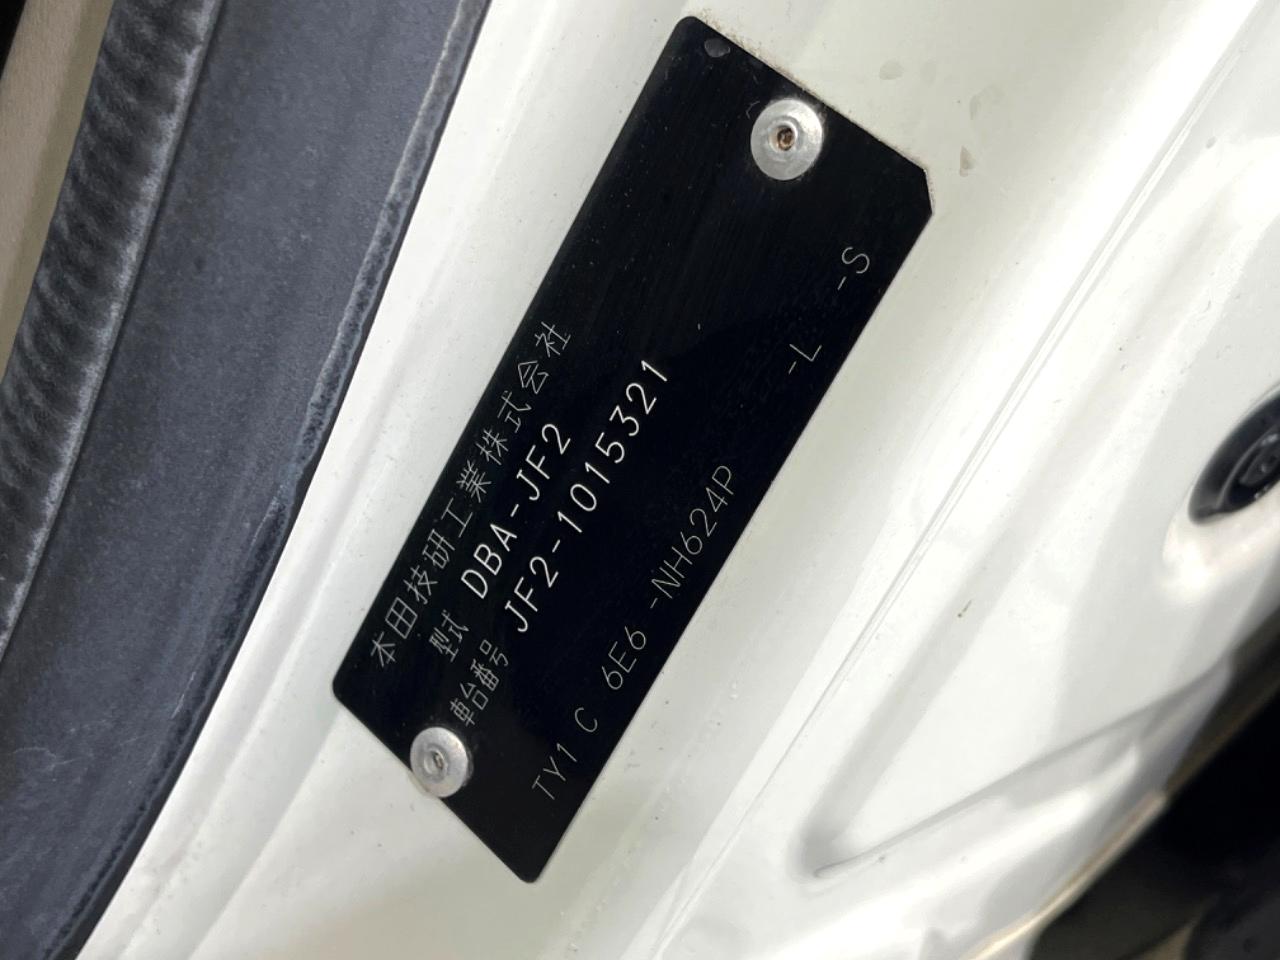 本田技研工業株式会社
型式 DBA-JF2
車台番号 JF2-1015321
TY1 C 6E6 -NH624P -L -S